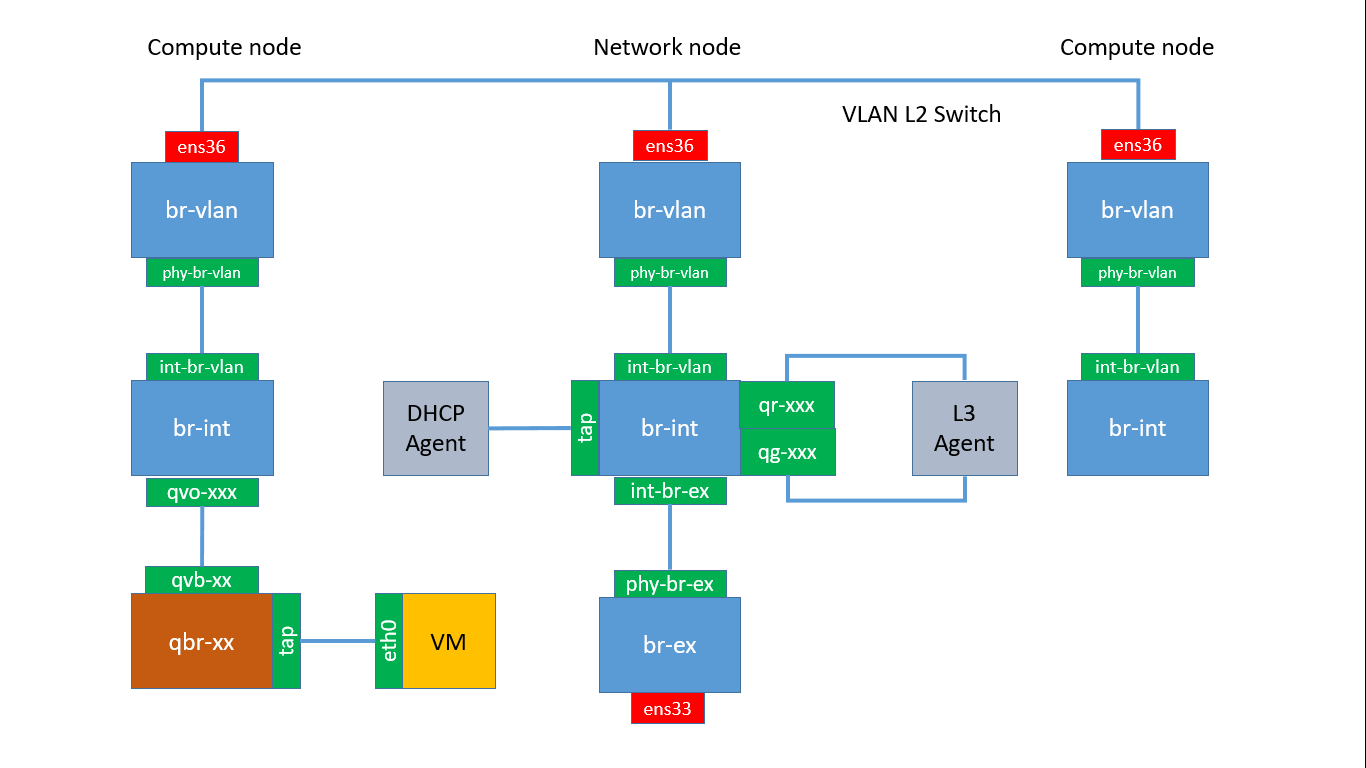 Compute node
Network node
Compute node
VLAN L2 Switch
ens36
ens36
ens36
br-vlan
br-vlan
br-vlan
phy-br-vlan
phy-br-vlan
phy-br-vlan
int-br-vlan
int-br-vlan
int-br-vlan
br-int
DHCP
Agent
tap
br-int
qr-xxx
qg-xxx
L3
Agent
br-int
qvo-xxx
int-br-ex
qvb-xx
phy-br-ex
qbr-xx
tap
eth0
VM
br-ex
ens33